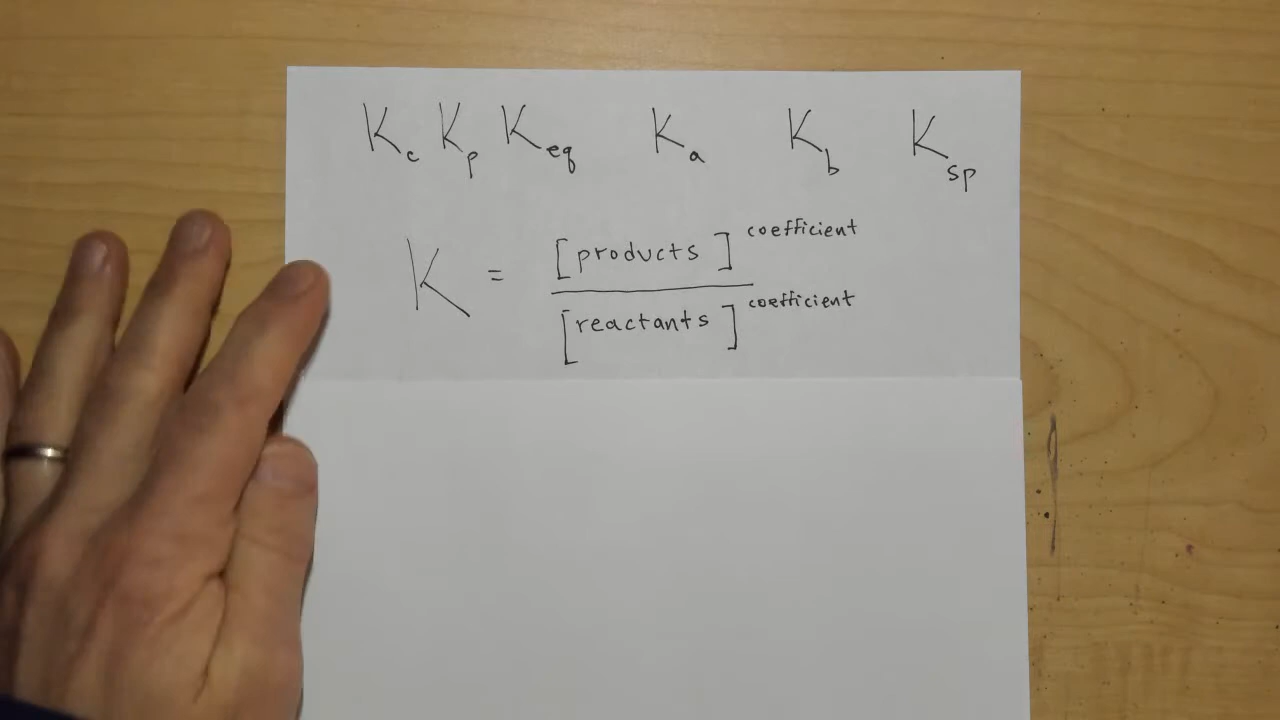 Kc Kp Keq Ka Kb Ksp
K = [products]^coefficient
[reactants]^coefficient